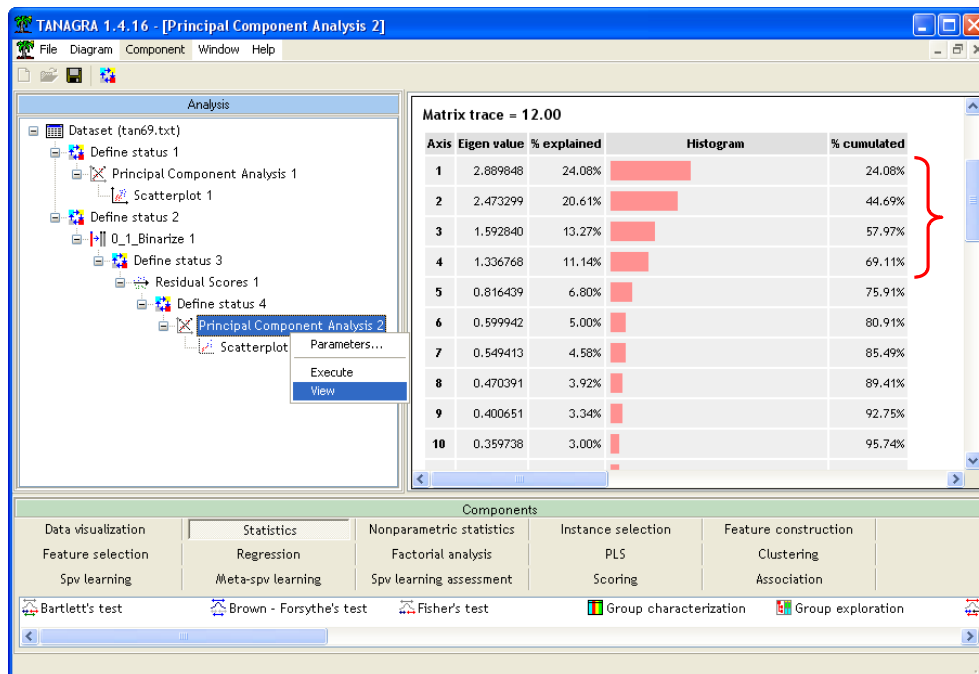 TANAGRA 1.4.16 - [Principal Component Analysis 2]
File Diagram Component Window Help
Analysis
Dataset (tan69.txt)
Define status 1
Principal Component Analysis 1
Scatterplot 1
Define status 2
0_1_Binarize 1
Define status 3
Residual Scores 1
Define status 4
Principal Component Analysis 2
Scatterplot
Parameters...
Execute
View
Matrix trace = 12.00
Axis Eigen value % explained Histogram % cumulated
1 2.889848 24.08% 24.08%
2 2.473299 20.61% 44.69%
3 1.592840 13.27% 57.97%
4 1.336768 11.14% 69.11%
5 0.816439 6.80% 75.91%
6 0.599942 5.00% 80.91%
7 0.549413 4.58% 85.49%
8 0.470391 3.92% 89.41%
9 0.400651 3.34% 92.75%
10 0.359738 3.00% 95.74%
Components
Data visualization Statistics Nonparametric statistics Instance selection Feature construction
Feature selection Regression Factorial analysis PLS Clustering
Spv learning Meta-spv learning Spv learning assessment Scoring Association
Bartlett's test Brown - Forsythe's test Fisher's test Group characterization Group exploration